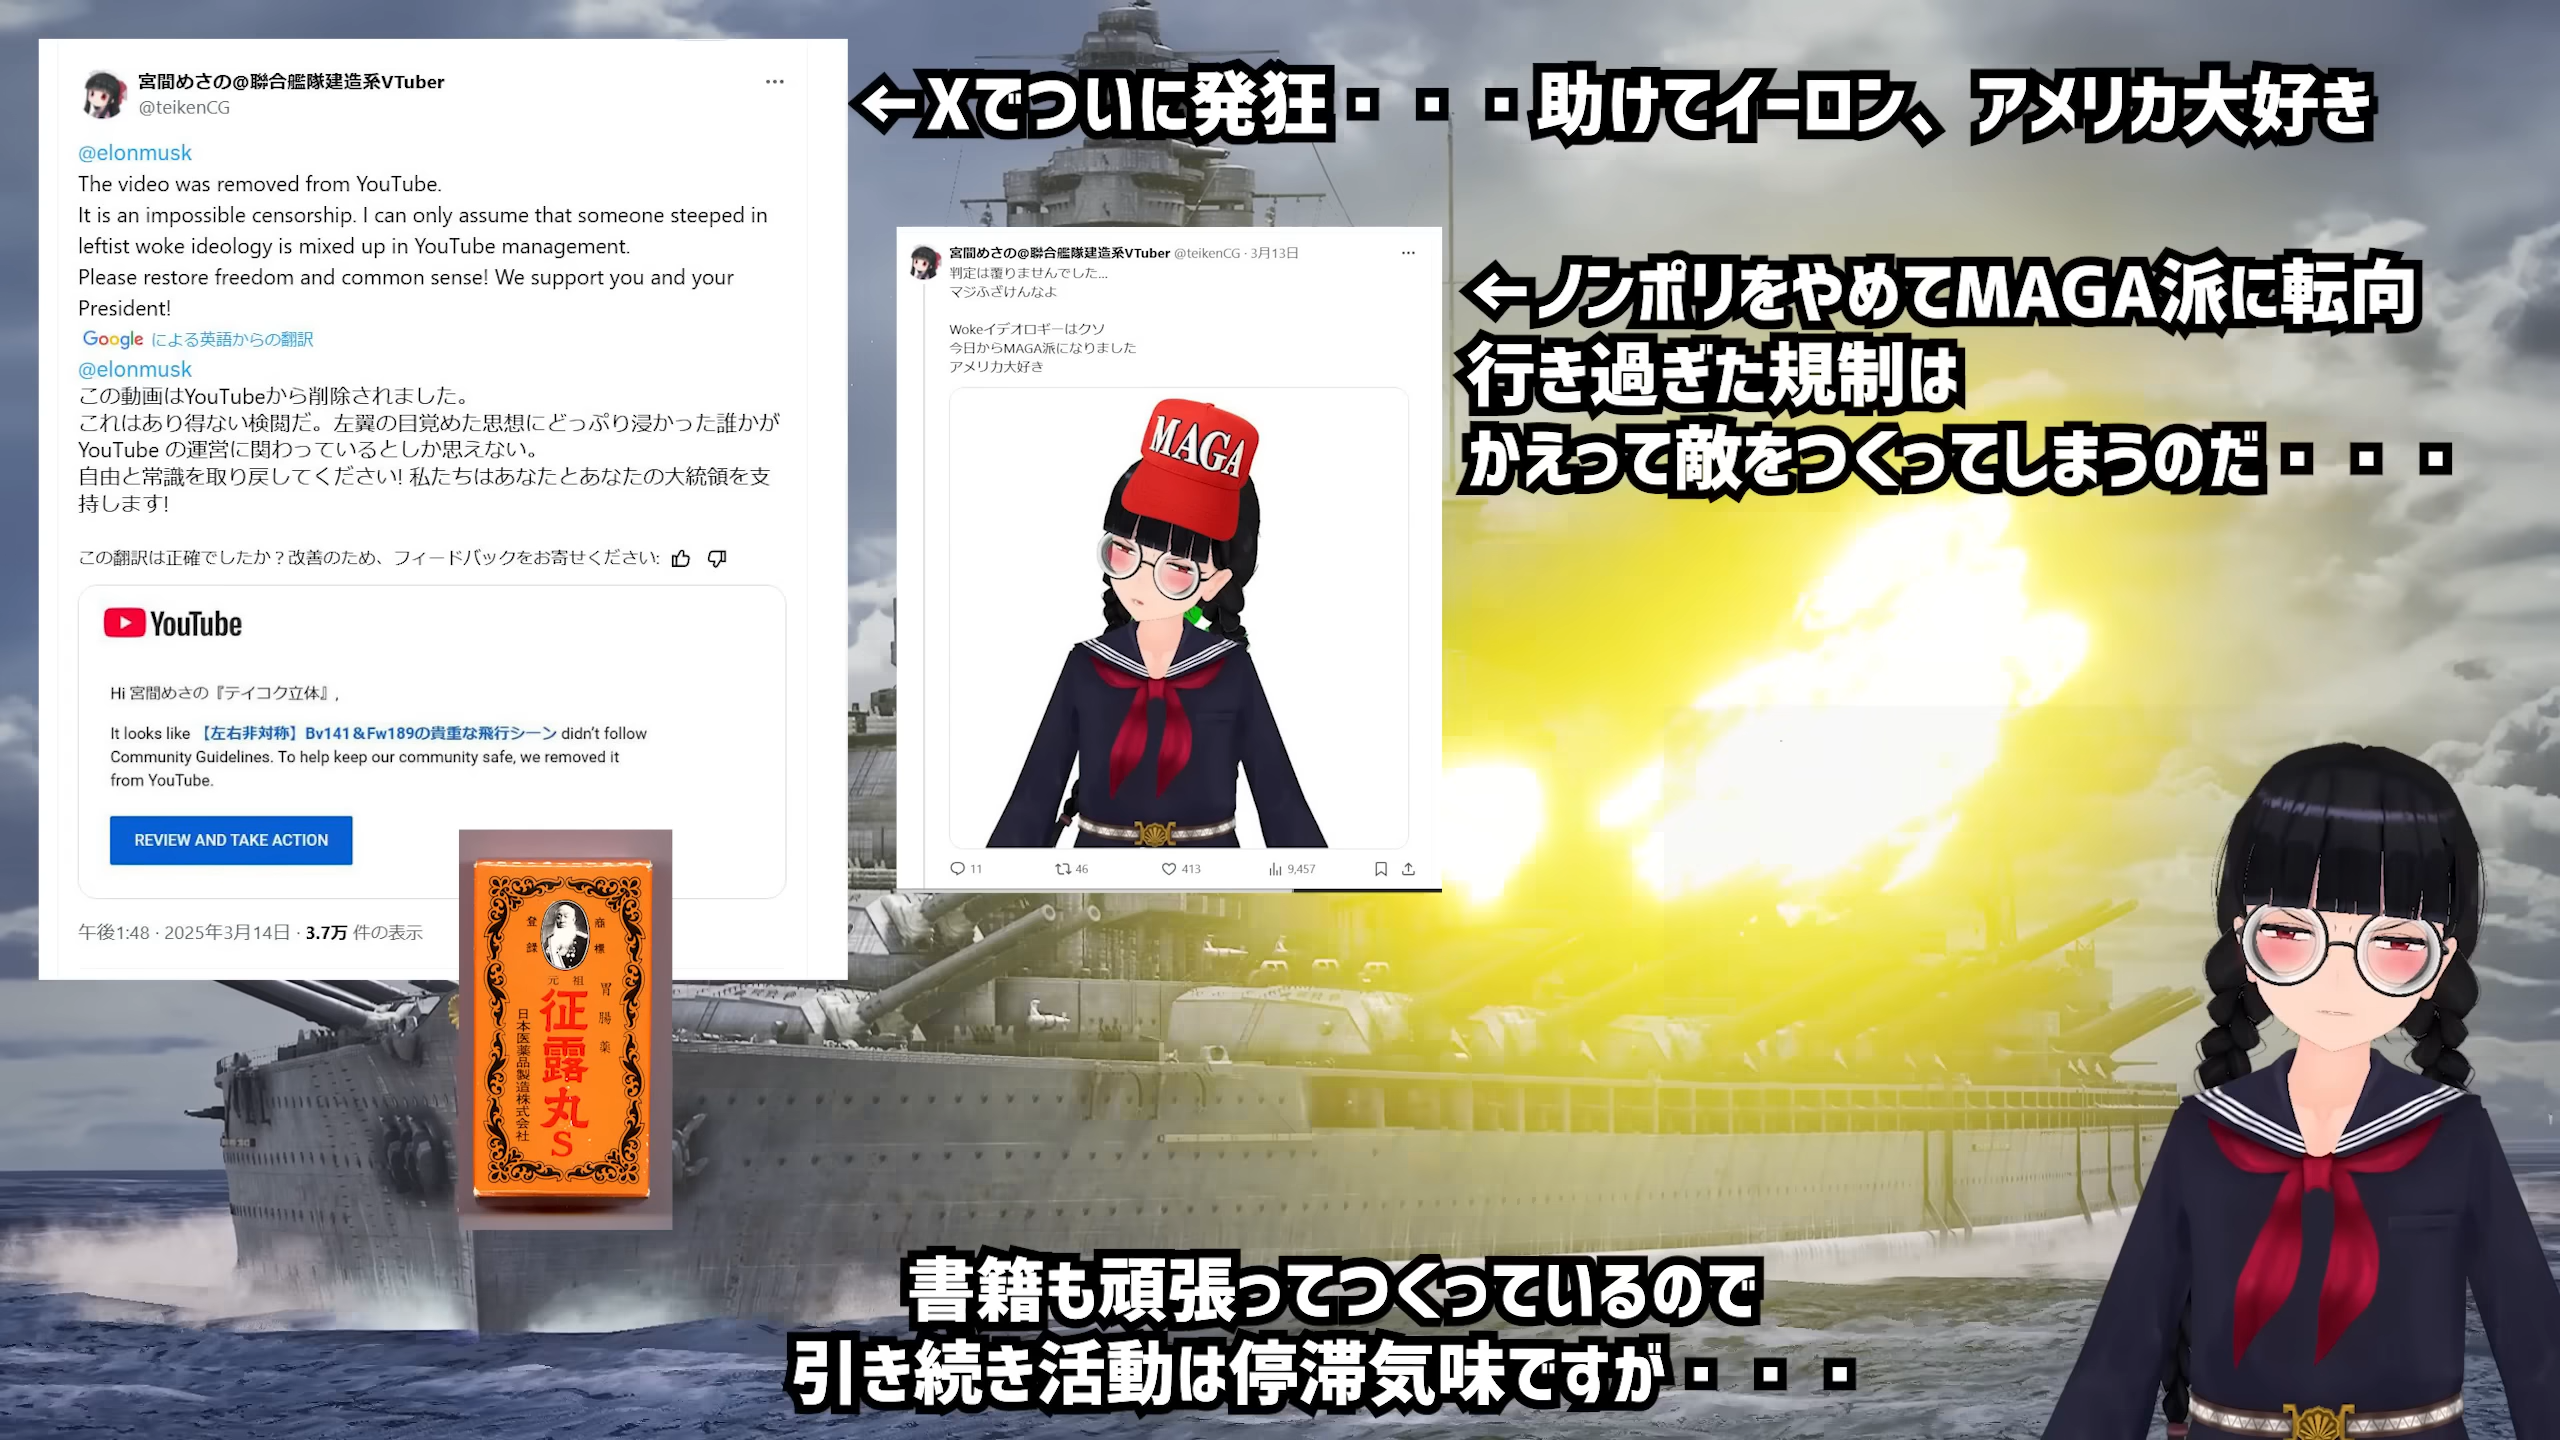 宮間めさの@聯合艦隊建造系VTuber
@teikenCG
@elonmusk
The video was removed from YouTube.
It is an impossible censorship. I can only assume that someone steeped in
leftist woke ideology is mixed up in YouTube management.
Please restore freedom and common sense! We support you and your
President!
Google による英語からの翻訳
@elonmusk
この動画はYouTubeから削除されました。
これはあり得ない検閲だ。左翼の目覚めた思想にどっぷり浸かった誰かが
YouTube の運営に関わっているとしか思えない。
自由と常識を取り戻してください! 私たちはあなたとあなたの大統領を支
持します!
この翻訳は正確でしたか？改善のため、フィードバックをお寄せください:
YouTube
Hi 宮間めさの『テイコク立体』,
It looks like 【左右非対称】Bv141＆Fw189の貴重な飛行シーン didn't follow
Community Guidelines. To help keep our community safe, we removed it
from YouTube.
REVIEW AND TAKE ACTION
午後1:48 · 2025年3月14日 · 3.7万 件の表示
←Xでついに発狂・・・助けてイーロン、アメリカ大好き
宮間めさの@聯合艦隊建造系VTuber @teikenCG · 3月13日
判定は覆りませんでした...
マジふざけんなよ
Wokeイデオロギーはクソ
今日からMAGA派になりました
アメリカ大好き
MAGA
11 46 413 9,457
←ノンポリをやめてMAGA派に転向
行き過ぎた規制は
かえって敵をつくってしまうのだ・・・
商標
登録
元祖
胃腸薬
征露丸S
日本医薬品製造株式会社
書籍も頑張ってつくっているので
引き続き活動は停滞気味ですが・・・